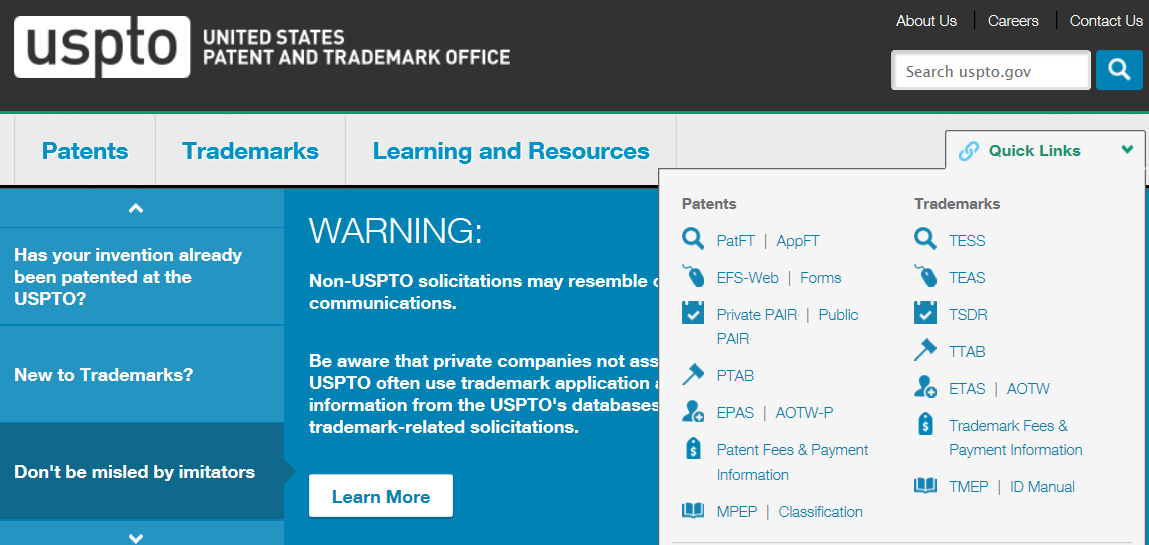 uspto
UNITED STATES
PATENT AND TRADEMARK OFFICE
About Us
Careers
Contact Us
Search uspto.gov
Patents
Trademarks
Learning and Resources
Quick Links
Has your invention already
been patented at the
USPTO?
New to Trademarks?
Don't be misled by imitators
WARNING:
Non-USPTO solicitations may resemble
communications.
Be aware that private companies not
USPTO often use trademark application
information from the USPTO's databases
trademark-related solicitations.
Learn More
Patents
PatFT | AppFT
EFS-Web | Forms
Private PAIR | Public
PAIR
PTAB
EPAS | AOTW-P
Patent Fees & Payment
Information
MPEP | Classification
Trademarks
TESS
TEAS
TSDR
TTAB
ETAS | AOTW
Trademark Fees &
Payment Information
TMEP | ID Manual